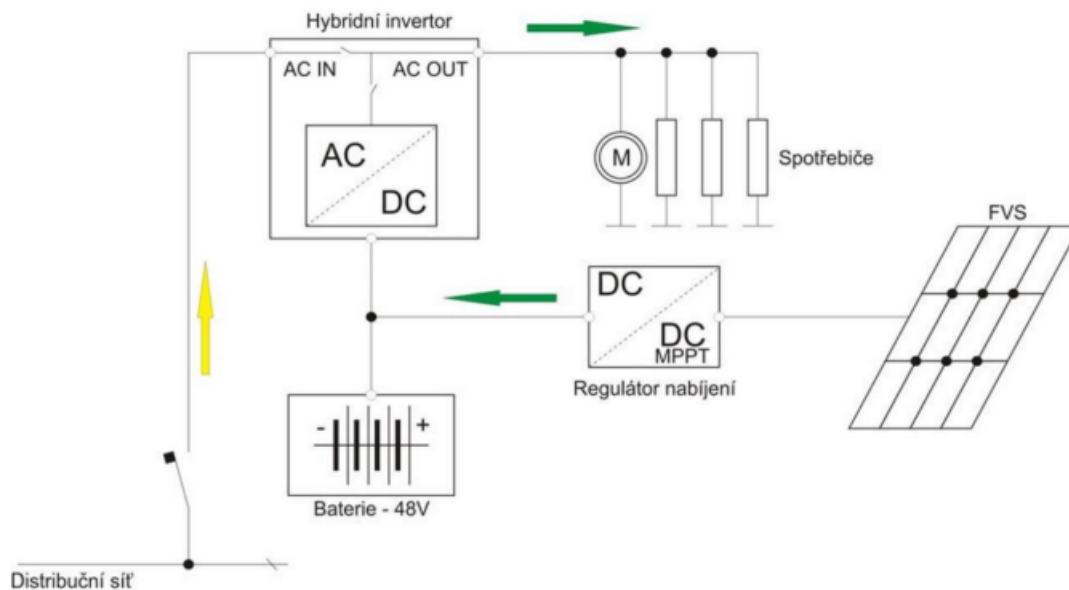 Hybridní invertor
AC IN
AC OUT
AC
DC
M
Spotřebiče
FVS
DC
DC
MPPT
Regulátor nabíjení
- +
Baterie - 48V
Distribuční síť